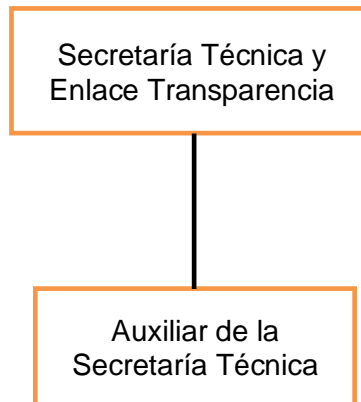 Secretaría Técnica y
Enlace Transparencia
Auxiliar de la
Secretaría Técnica